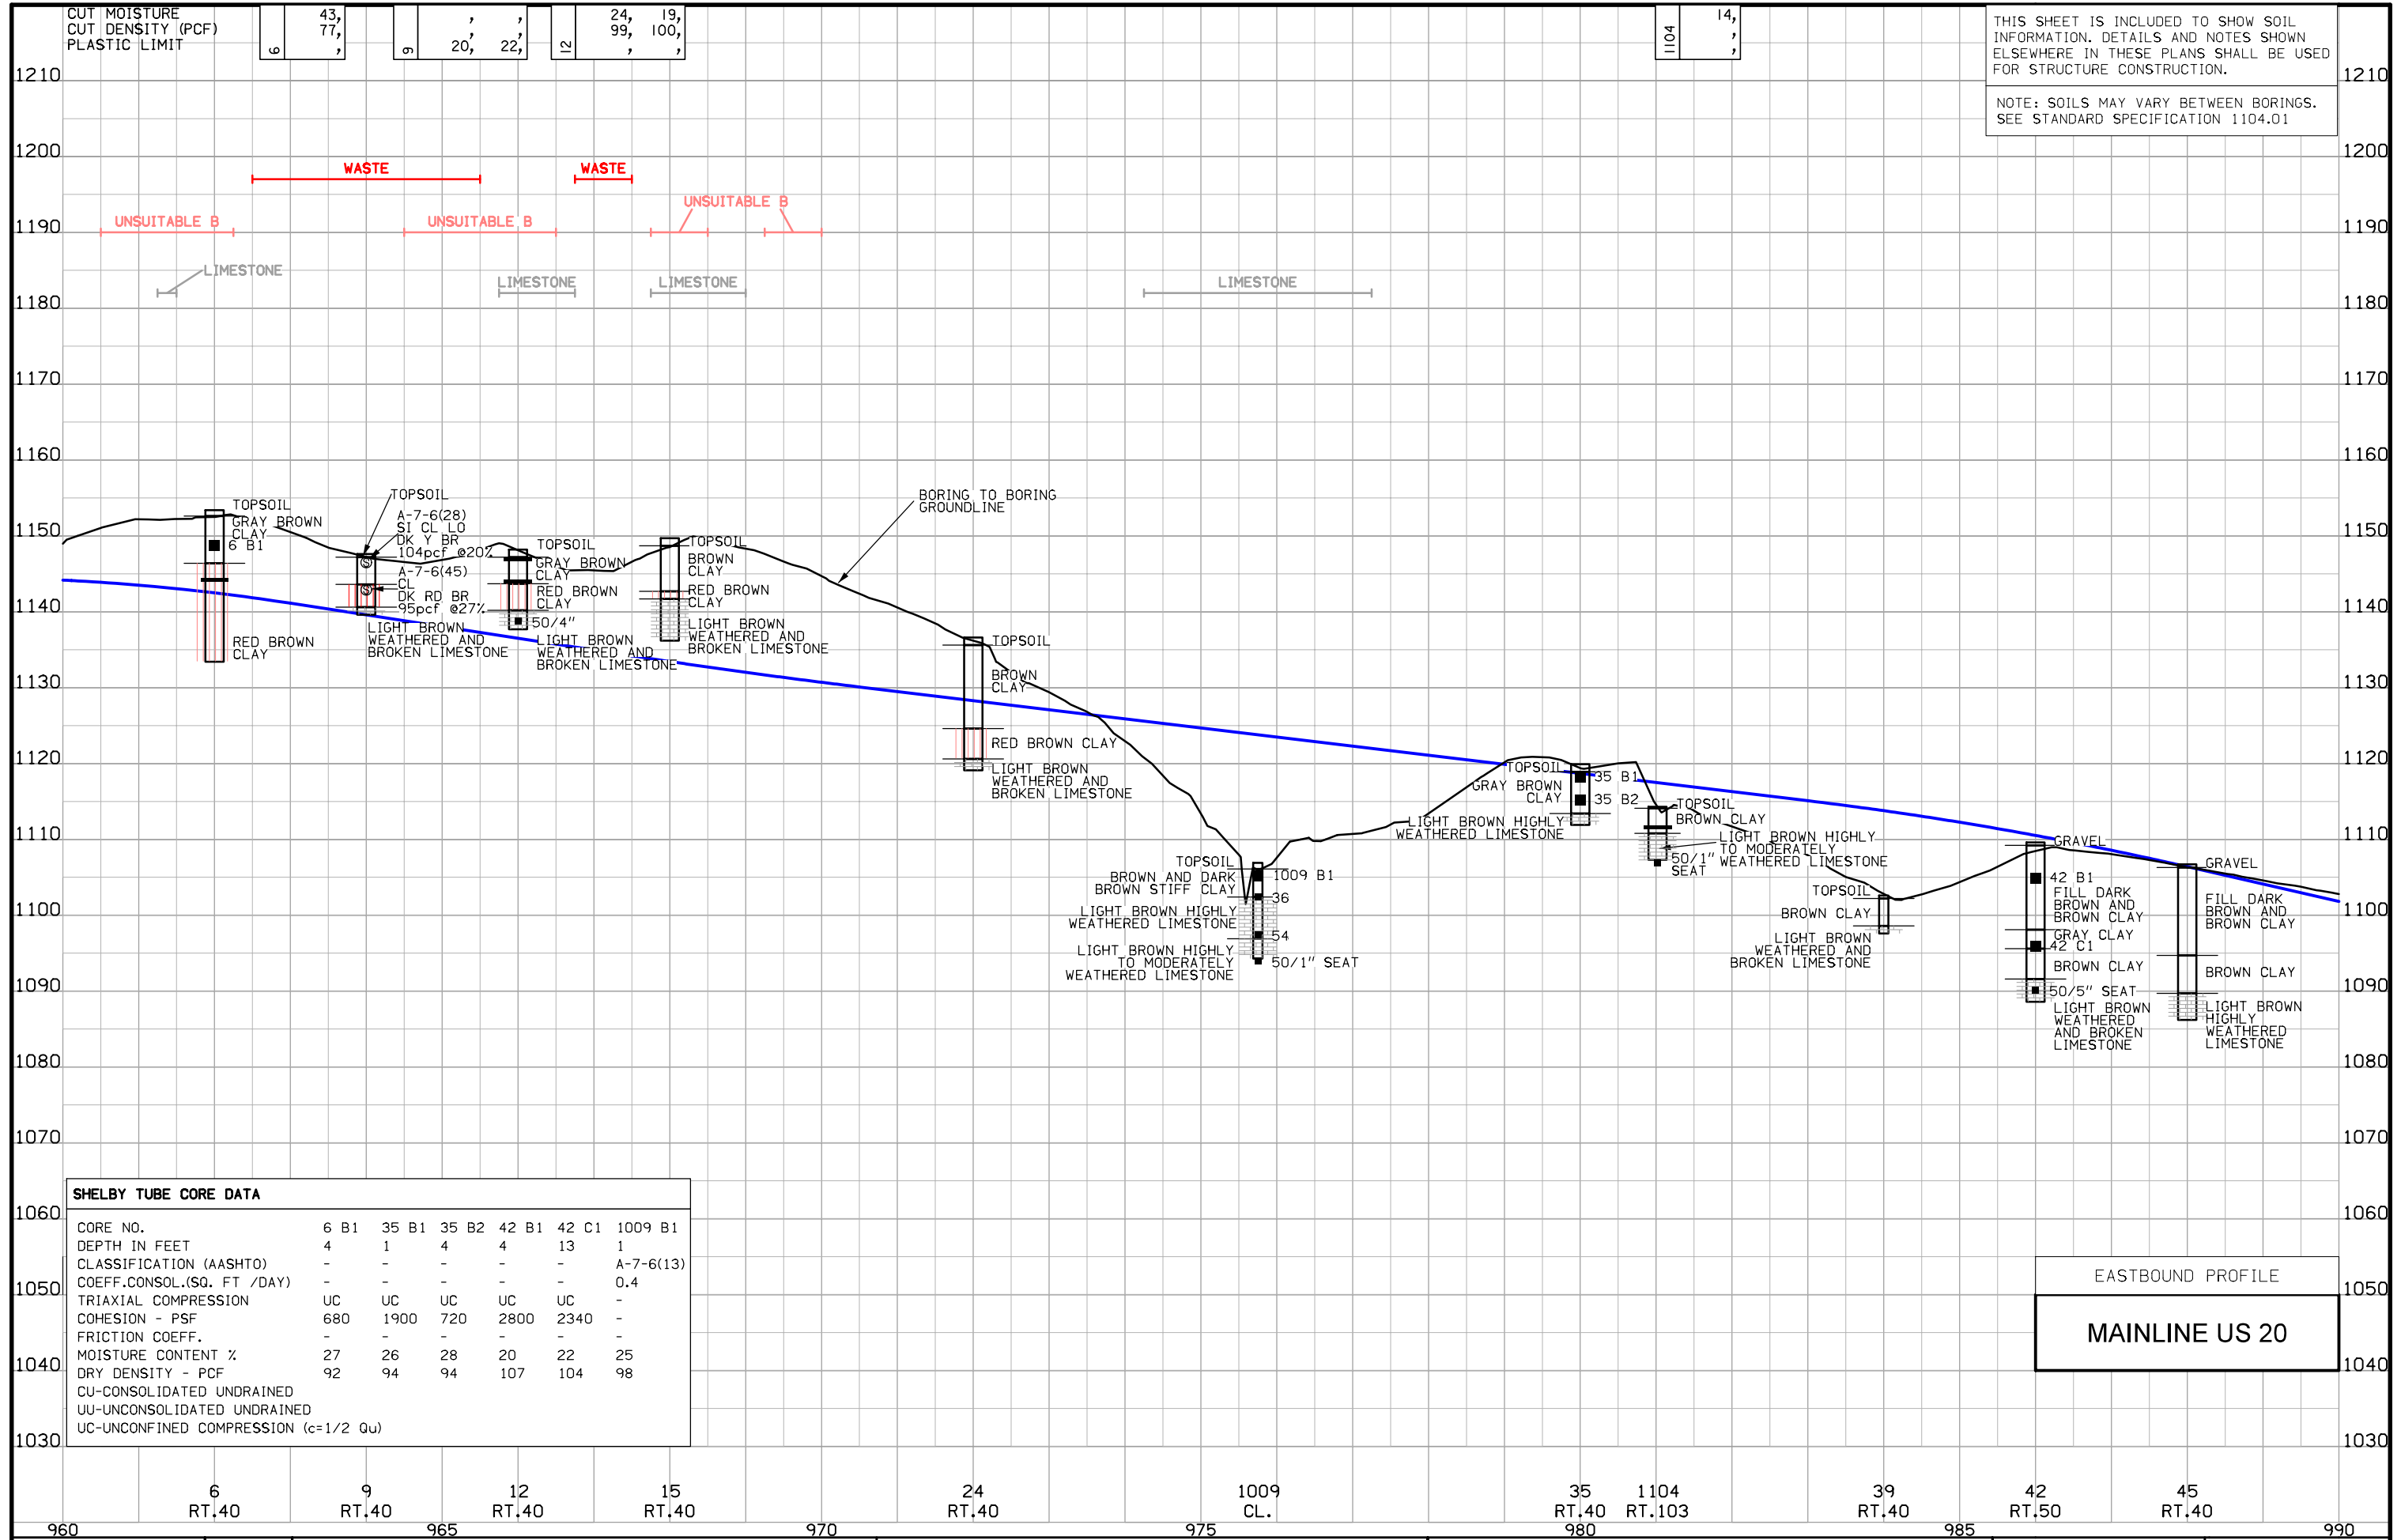 CUT MOISTURE
CUT DENSITY (PCF)
PLASTIC LIMIT
6
43,
77,
,
9
, ,
, ,
20, 22,
12
24, 19,
99, 100,
, ,
1104
14,
,
,
THIS SHEET IS INCLUDED TO SHOW SOIL
INFORMATION. DETAILS AND NOTES SHOWN
ELSEWHERE IN THESE PLANS SHALL BE USED
FOR STRUCTURE CONSTRUCTION.
NOTE: SOILS MAY VARY BETWEEN BORINGS.
SEE STANDARD SPECIFICATION 1104.01
1210 1210
1200 1200
WASTE WASTE
UNSUITABLE B
1190 UNSUITABLE B UNSUITABLE B 1190
LIMESTONE
LIMESTONE LIMESTONE LIMESTONE
1180 1180
1170 1170
1160 1160
1150 1150
1140 1140
1130 1130
1120 1120
1110 1110
1100 1100
1090 1090
1080 1080
1070 1070
1060 1060
1050 1050
1040 1040
1030 1030
TOPSOIL
GRAY BROWN
CLAY
6 B1
RED BROWN
CLAY
TOPSOIL
A-7-6(28)
SI CL LO
DK Y BR
104pcf @20%
A-7-6(45)
CL
DK RD BR
95pcf @27%
LIGHT BROWN
WEATHERED AND
BROKEN LIMESTONE
TOPSOIL
GRAY BROWN
CLAY
RED BROWN
CLAY
50/4"
LIGHT BROWN
WEATHERED AND
BROKEN LIMESTONE
TOPSOIL
BROWN
CLAY
RED BROWN
CLAY
LIGHT BROWN
WEATHERED AND
BROKEN LIMESTONE
BORING TO BORING
GROUNDLINE
TOPSOIL
BROWN
CLAY
RED BROWN CLAY
LIGHT BROWN
WEATHERED AND
BROKEN LIMESTONE
TOPSOIL
BROWN AND DARK
BROWN STIFF CLAY
1009 B1
36
LIGHT BROWN HIGHLY
WEATHERED LIMESTONE
54
LIGHT BROWN HIGHLY
TO MODERATELY
WEATHERED LIMESTONE
50/1" SEAT
TOPSOIL
35 B1
GRAY BROWN
CLAY
35 B2
LIGHT BROWN HIGHLY
WEATHERED LIMESTONE
TOPSOIL
BROWN CLAY
LIGHT BROWN HIGHLY
TO MODERATELY
WEATHERED LIMESTONE
50/1"
SEAT
TOPSOIL
BROWN CLAY
LIGHT BROWN
WEATHERED AND
BROKEN LIMESTONE
GRAVEL
42 B1
FILL DARK
BROWN AND
BROWN CLAY
GRAY CLAY
42 C1
BROWN CLAY
50/5" SEAT
LIGHT BROWN
WEATHERED
AND BROKEN
LIMESTONE
GRAVEL
FILL DARK
BROWN AND
BROWN CLAY
BROWN CLAY
LIGHT BROWN
HIGHLY
WEATHERED
LIMESTONE
SHELBY TUBE CORE DATA
CORE NO. 6 B1 35 B1 35 B2 42 B1 42 C1 1009 B1
DEPTH IN FEET 4 1 4 4 13 1
CLASSIFICATION (AASHTO) - - - - - A-7-6(13)
COEFF.CONSOL.(SQ. FT /DAY) - - - - - 0.4
TRIAXIAL COMPRESSION UC UC UC UC UC -
COHESION - PSF 680 1900 720 2800 2340 -
FRICTION COEFF. - - - - - -
MOISTURE CONTENT % 27 26 28 20 22 25
DRY DENSITY - PCF 92 94 94 107 104 98
CU-CONSOLIDATED UNDRAINED
UU-UNCONSOLIDATED UNDRAINED
UC-UNCONFINED COMPRESSION (c=1/2 Qu)
EASTBOUND PROFILE
MAINLINE US 20
6 9 12 15 24 1009 35 1104 39 42 45
RT.40 RT.40 RT.40 RT.40 RT.40 CL. RT.40 RT.103 RT.40 RT.50 RT.40
960 965 970 975 980 985 990